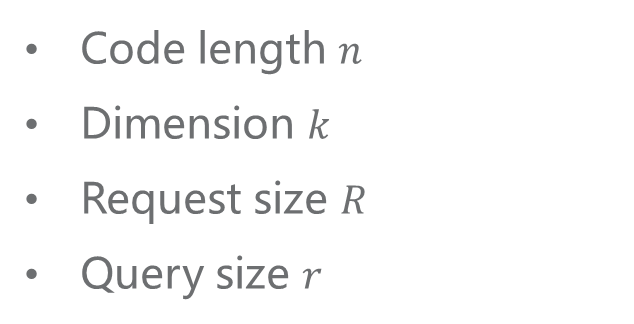 • Code length n
• Dimension k
• Request size R
• Query size r